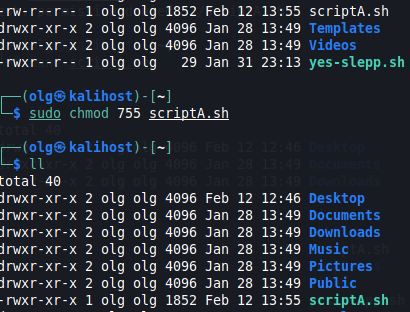 -rw-r--r-- 1 olg olg 1852 Feb 12 13:55 scriptA.sh
drwxr-xr-x 2 olg olg 4096 Jan 28 13:49 Templates
drwxr-xr-x 2 olg olg 4096 Jan 28 13:49 Videos
-rwxr--r-- 1 olg olg   29 Jan 31 23:13 yes-slepp.sh
┌──(olg㉿kalihost)-[~]
└─$ sudo chmod 755 scriptA.sh
┌──(olg㉿kalihost)-[~]
└─$ ll
total 40
drwxr-xr-x 2 olg olg 4096 Feb 12 12:46 Desktop
drwxr-xr-x 2 olg olg 4096 Jan 28 13:49 Documents
drwxr-xr-x 2 olg olg 4096 Jan 28 13:49 Downloads
drwxr-xr-x 2 olg olg 4096 Jan 28 13:49 Music
drwxr-xr-x 2 olg olg 4096 Jan 28 13:49 Pictures
drwxr-xr-x 2 olg olg 4096 Jan 28 13:49 Public
-rwxr-xr-x 1 olg olg 1852 Feb 12 13:55 scriptA.sh